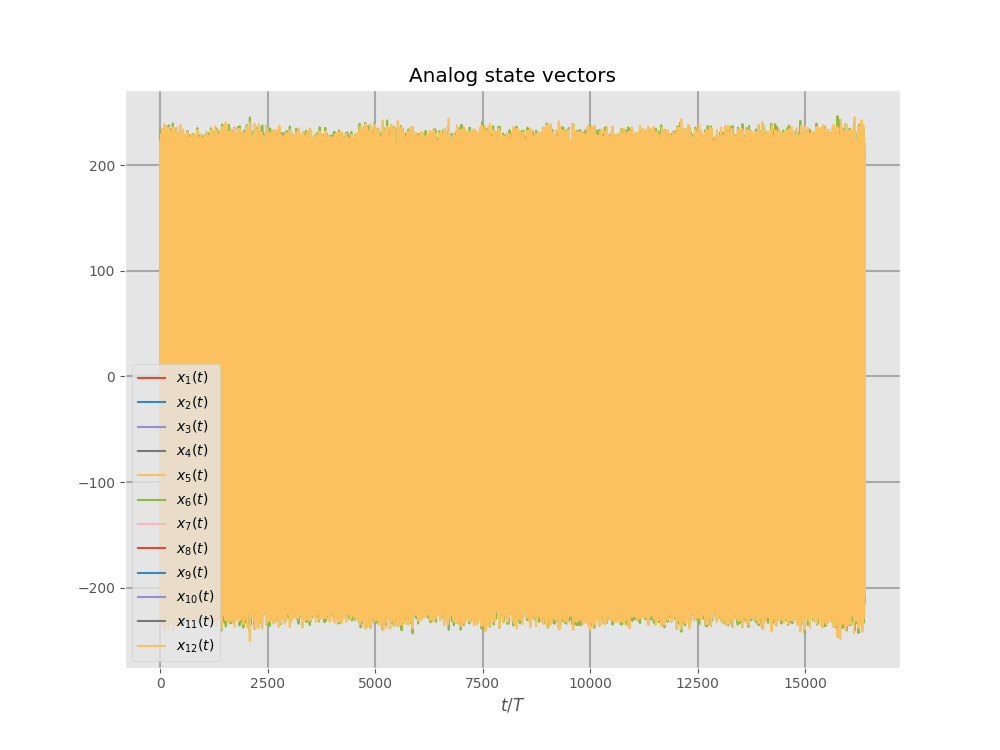 Analog state vectors
200
100
0
−100
−200
x₁(t)
x₂(t)
x₃(t)
x₄(t)
x₅(t)
x₆(t)
x₇(t)
x₈(t)
x₉(t)
x₁₀(t)
x₁₁(t)
x₁₂(t)
0 2500 5000 7500 10000 12500 15000
t/T